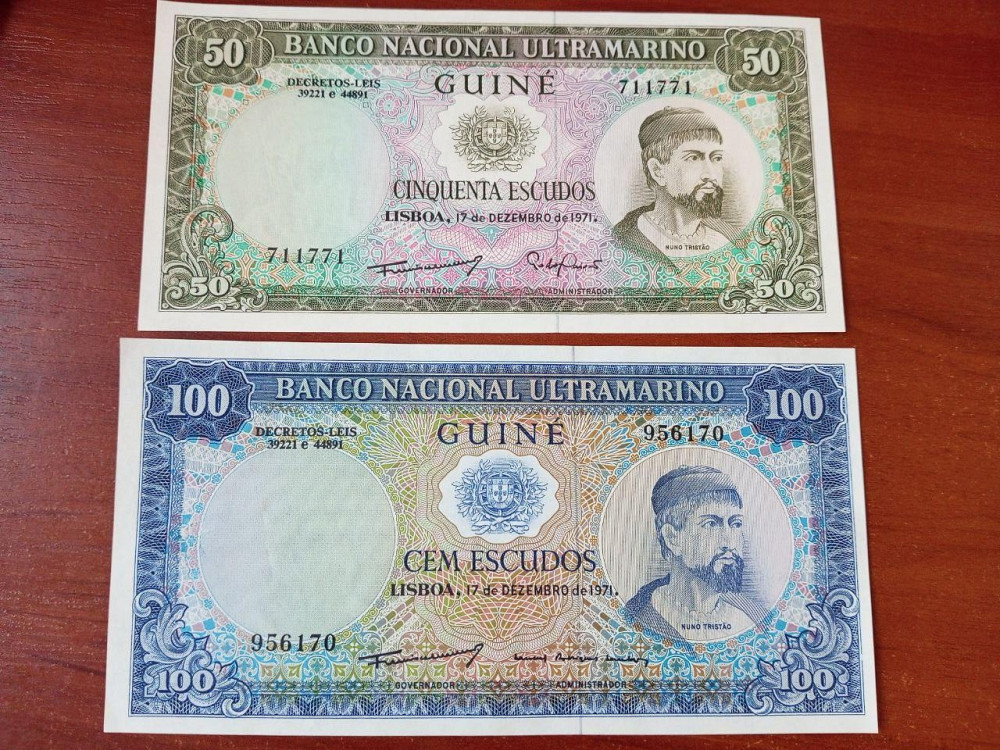 50 BANCO NACIONAL ULTRAMARINO 50
DECRETOS-LEIS
39221 e 44891
GUINÉ 711771
CINQUENTA ESCUDOS
LISBOA, 17 de DEZEMBRO de 1971.
NUNO TRISTÃO
711771
GOVERNADOR ADMINISTRADOR
50 50
100 BANCO NACIONAL ULTRAMARINO 100
DECRETOS-LEIS
39221 e 44891
GUINÉ 956170
CEM ESCUDOS
LISBOA, 17 de DEZEMBRO de 1971.
NUNO TRISTÃO
956170
GOVERNADOR ADMINISTRADOR
100 100